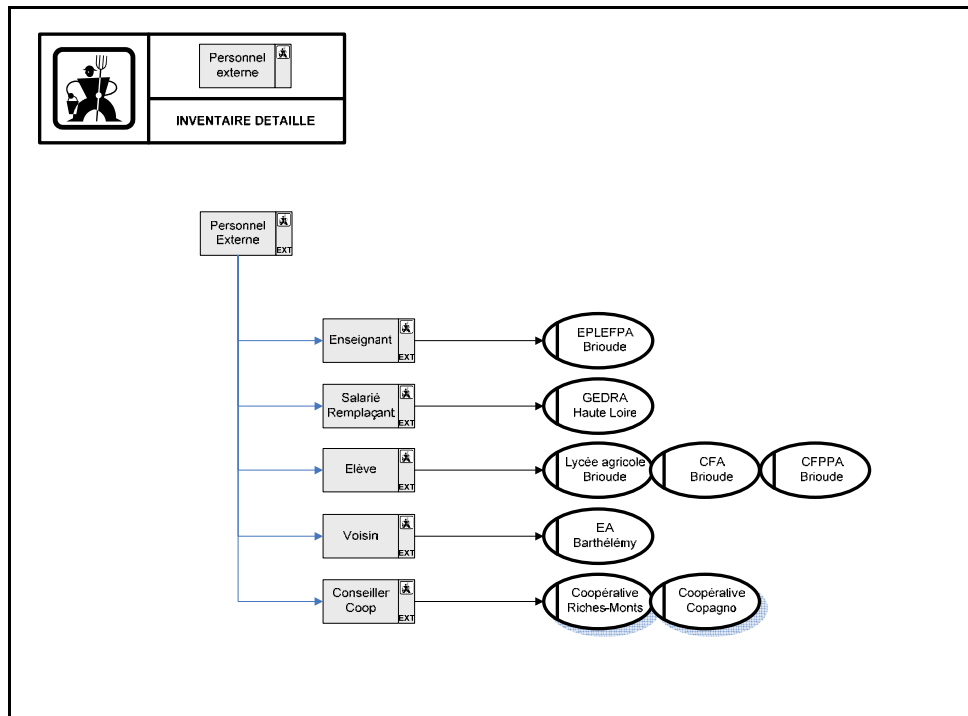 Personnel
externe
INVENTAIRE DETAILLE
Personnel
Externe
EXT
Enseignant
EXT
EPLEFPA
Brioude
Salarié
Remplaçant
EXT
GEDRA
Haute Loire
Elève
EXT
Lycée agricole
Brioude
CFA
Brioude
CFPPA
Brioude
Voisin
EXT
EA
Barthélémy
Conseiller
Coop
EXT
Coopérative
Riches-Monts
Coopérative
Copagno